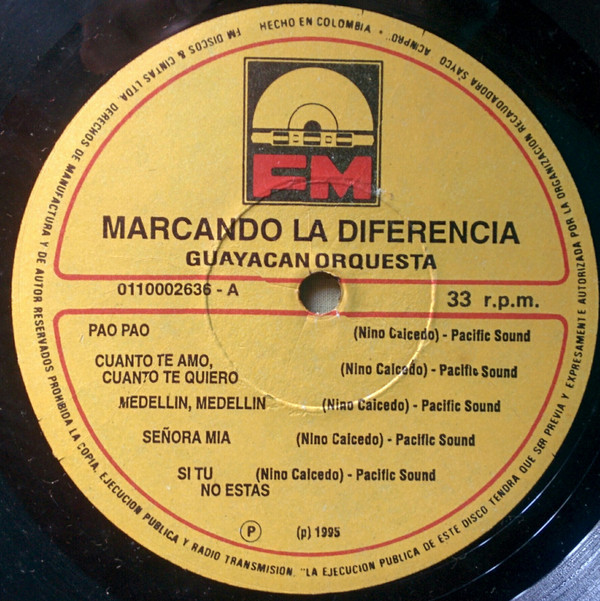 FM DISCOS & CINTAS LTDA. DERECHOS DE MANUFACTURA Y DE AUTOR RESERVADOS PROHIBIDA LA COPIA, EJECUCION PUBLICA Y RADIO TRANSMISION. "LA EJECUCION PUBLICA DE ESTE DISCO TENDRA QUE SER PREVIA Y EXPRESAMENTE AUTORIZADA POR LA ORGANIZACION RECAUDADORA SAYCO ACINPRO". • HECHO EN COLOMBIA
FM
MARCANDO LA DIFERENCIA
GUAYACAN ORQUESTA
0110002636 - A 33 r.p.m.
PAO PAO (Nino Caicedo) - Pacific Sound
CUANTO TE AMO,
CUANTO TE QUIERO (Nino Caicedo) - Pacific Sound
MEDELLIN, MEDELLIN (Nino Caicedo) - Pacific Sound
SEÑORA MIA (Nino Caicedo) - Pacific Sound
SI TU (Nino Caicedo) - Pacific Sound
NO ESTAS
P (p) 1995